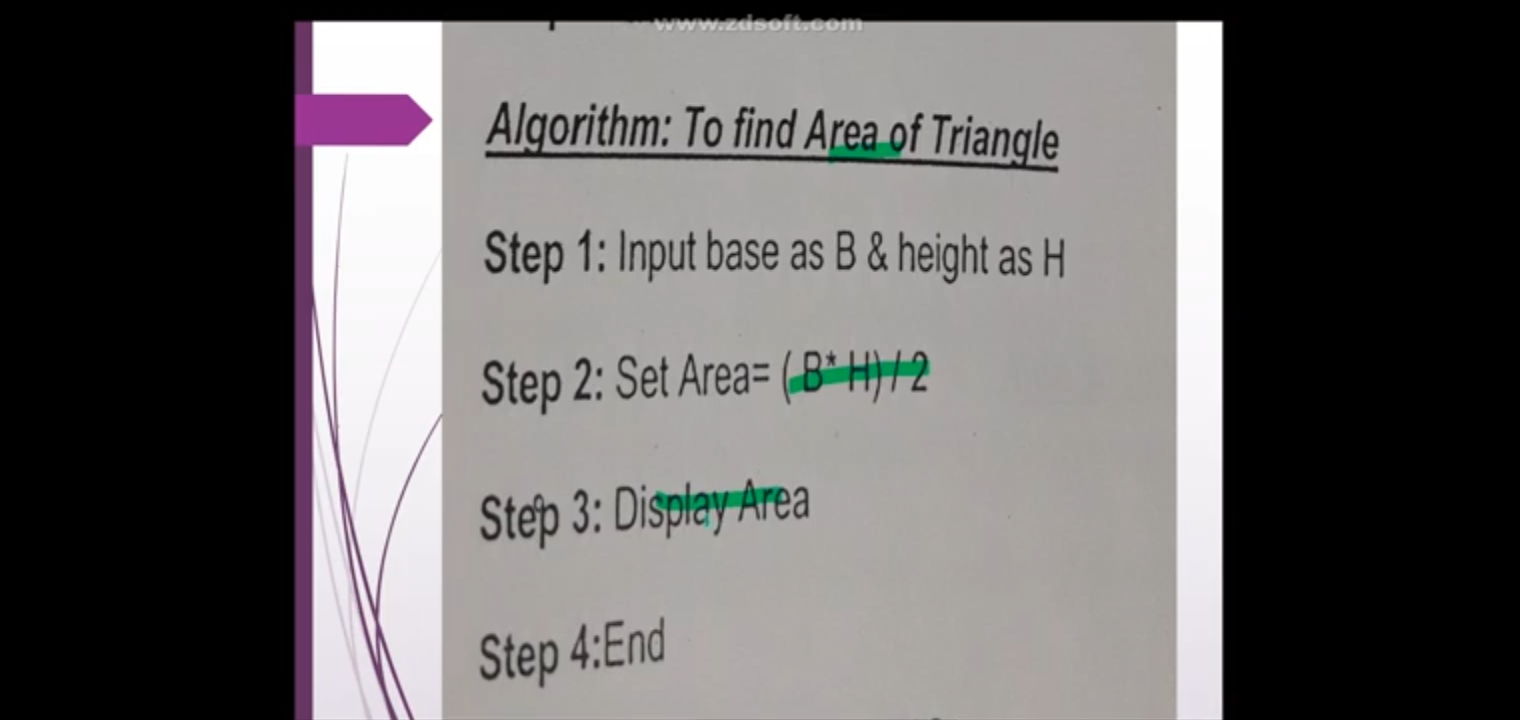 www.zdsoft.com
Algorithm: To find Area of Triangle
Step 1: Input base as B & height as H
Step 2: Set Area= ( B* H) / 2
Step 3: Display Area
Step 4:End